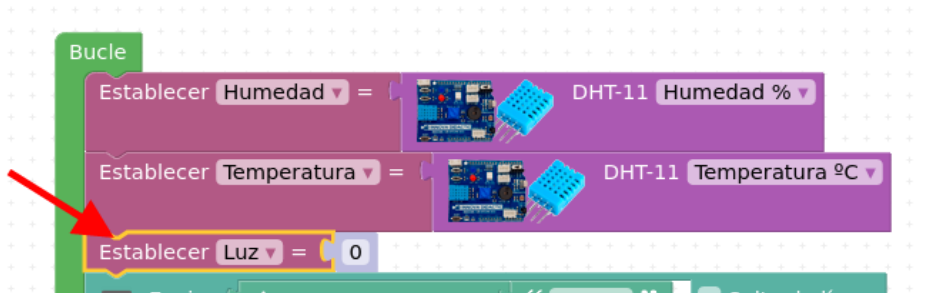 Bucle
Establecer Humedad ▾ = DHT-11 Humedad % ▾
Establecer Temperatura ▾ = DHT-11 Temperatura ºC ▾
Establecer Luz ▾ = 0